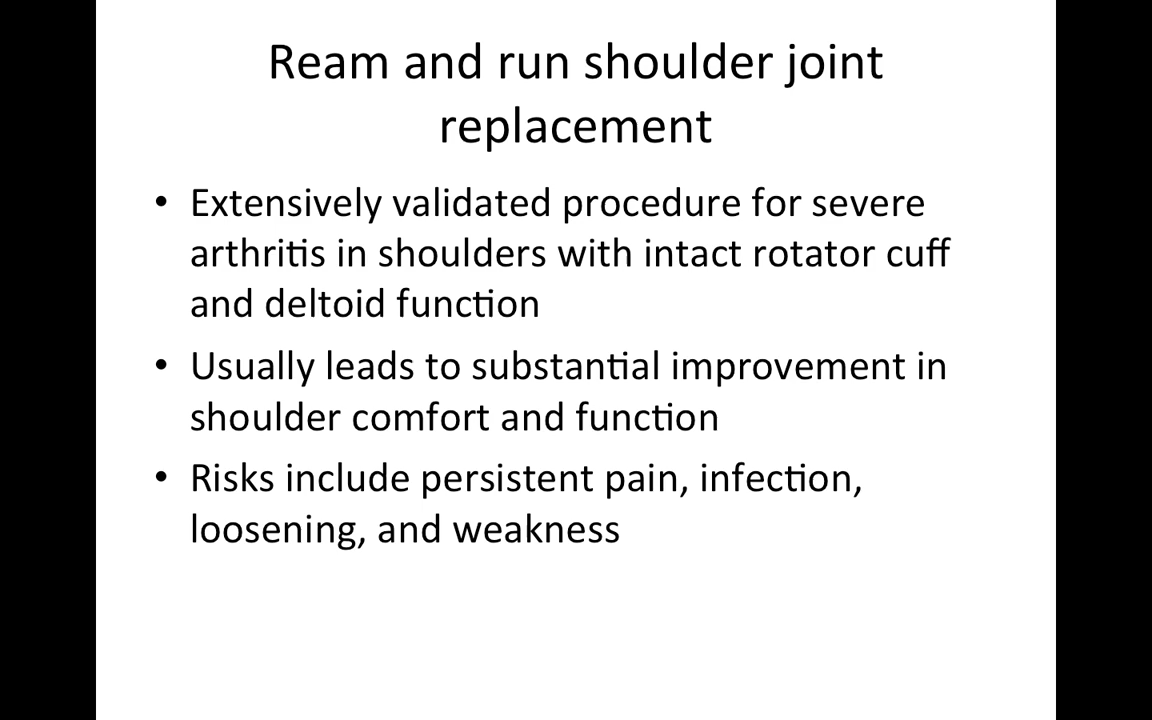 Ream and run shoulder joint
replacement
• Extensively validated procedure for severe
arthritis in shoulders with intact rotator cuff
and deltoid function
• Usually leads to substantial improvement in
shoulder comfort and function
• Risks include persistent pain, infection,
loosening, and weakness